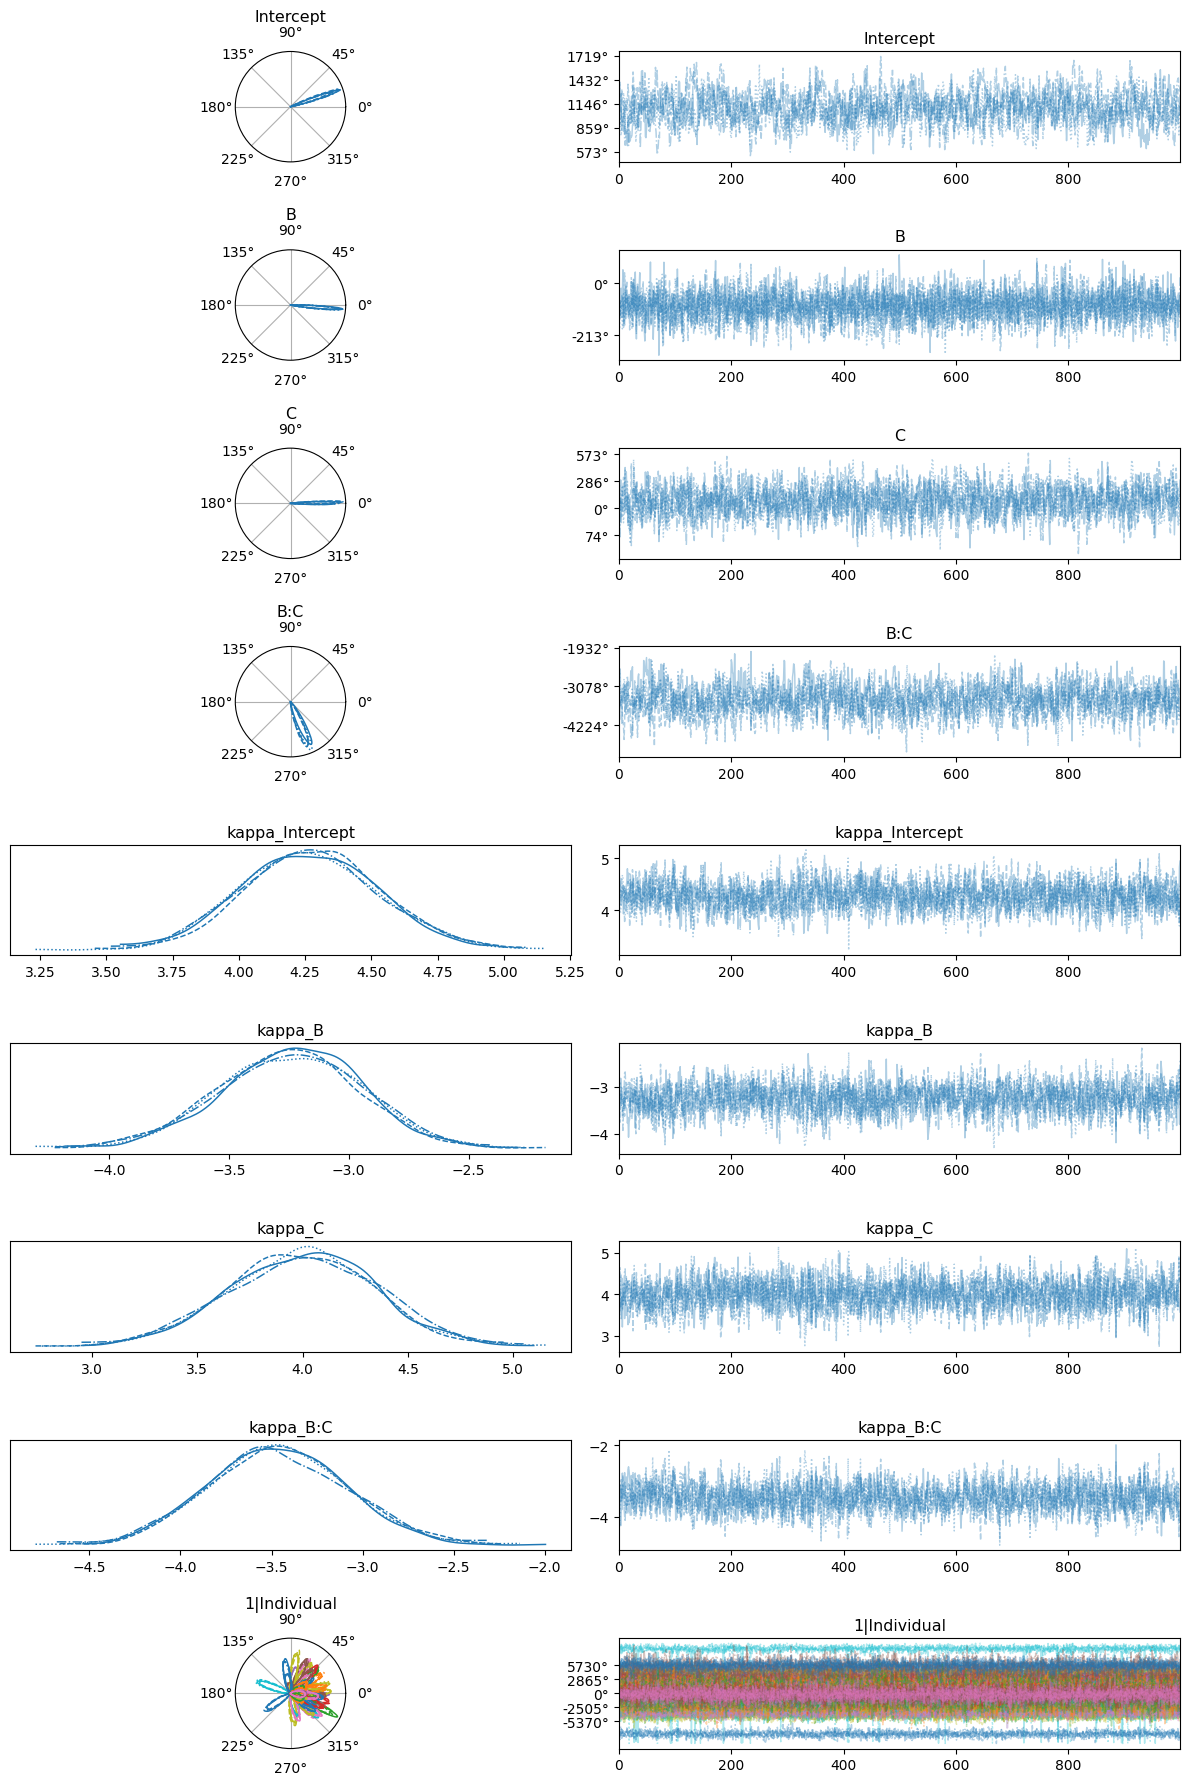 Intercept
90°
135° 45°
180° 0°
225° 315°
270°
Intercept
1719°
1432°
1146°
859°
573°
0 200 400 600 800
B
90°
135° 45°
180° 0°
225° 315°
270°
B
0°
-213°
0 200 400 600 800
C
90°
135° 45°
180° 0°
225° 315°
270°
C
573°
286°
0°
74°
0 200 400 600 800
B:C
90°
135° 45°
180° 0°
225° 315°
270°
B:C
-1932°
-3078°
-4224°
0 200 400 600 800
kappa_Intercept
3.25 3.50 3.75 4.00 4.25 4.50 4.75 5.00 5.25
kappa_Intercept
5
4
0 200 400 600 800
kappa_B
−4.0 −3.5 −3.0 −2.5
kappa_B
−3
−4
0 200 400 600 800
kappa_C
3.0 3.5 4.0 4.5 5.0
kappa_C
5
4
3
0 200 400 600 800
kappa_B:C
−4.5 −4.0 −3.5 −3.0 −2.5 −2.0
kappa_B:C
−2
−4
0 200 400 600 800
1|Individual
90°
135° 45°
180° 0°
225° 315°
270°
1|Individual
5730°
2865°
0°
-2505°
-5370°
0 200 400 600 800